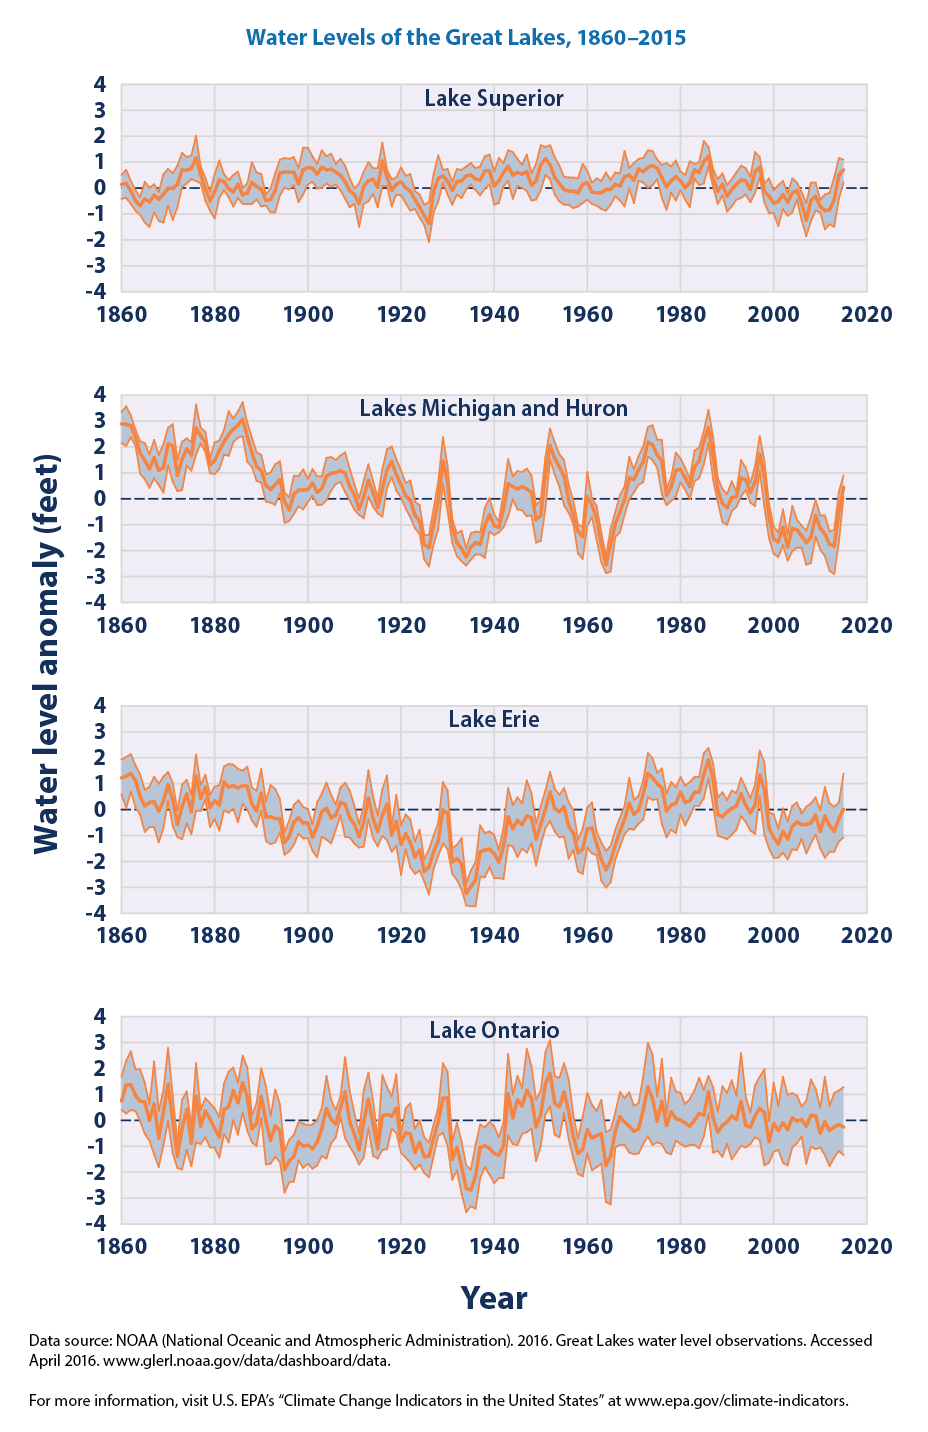 Water Levels of the Great Lakes, 1860–2015
Water level anomaly (feet)
Lake Superior
4
3
2
1
0
-1
-2
-3
-4
1860 1880 1900 1920 1940 1960 1980 2000 2020
Lakes Michigan and Huron
4
3
2
1
0
-1
-2
-3
-4
1860 1880 1900 1920 1940 1960 1980 2000 2020
Lake Erie
4
3
2
1
0
-1
-2
-3
-4
1860 1880 1900 1920 1940 1960 1980 2000 2020
Lake Ontario
4
3
2
1
0
-1
-2
-3
-4
1860 1880 1900 1920 1940 1960 1980 2000 2020
Year
Data source: NOAA (National Oceanic and Atmospheric Administration). 2016. Great Lakes water level observations. Accessed
April 2016. www.glerl.noaa.gov/data/dashboard/data.
For more information, visit U.S. EPA’s “Climate Change Indicators in the United States” at www.epa.gov/climate-indicators.